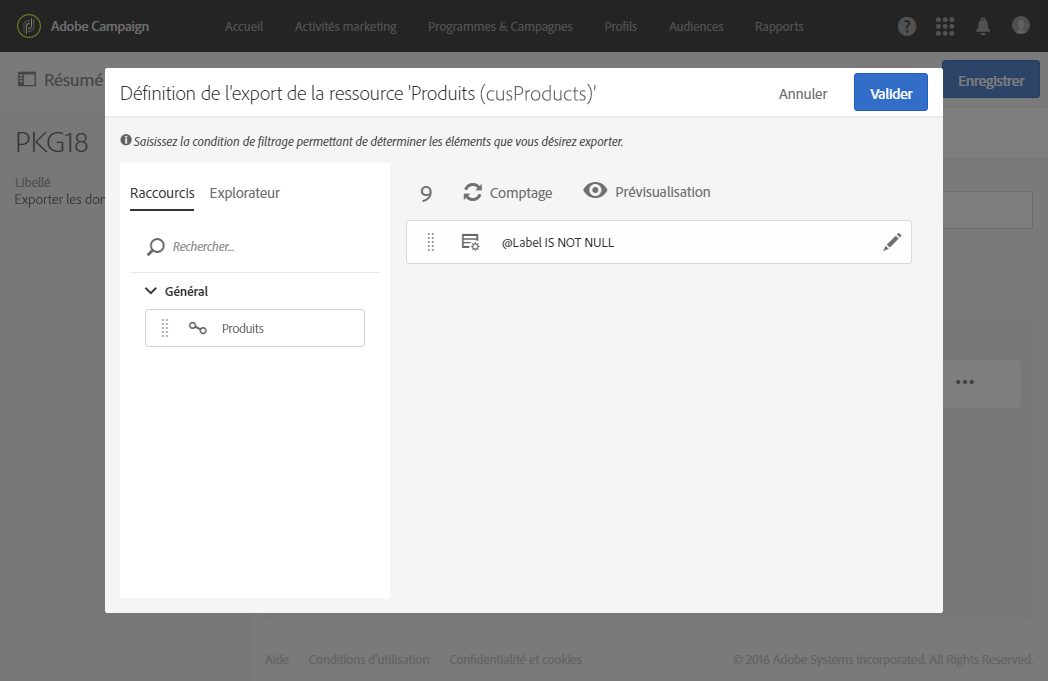 Adobe Campaign
Accueil
Activités marketing
Programmes & Campagnes
Profils
Audiences
Rapports
Résumé
Enregistrer
PKG18
Libellé
Exporter les
Définition de l'export de la ressource 'Produits (cusProducts)'
Annuler
Valider
Saisissez la condition de filtrage permettant de déterminer les éléments que vous désirez exporter.
Raccourcis
Explorateur
Rechercher...
Général
Produits
9
Comptage
Prévisualisation
@Label IS NOT NULL
Aide
Conditions d'utilisation
Confidentialité et cookies
© 2016 Adobe Systems Incorporated. All Rights Reserved.